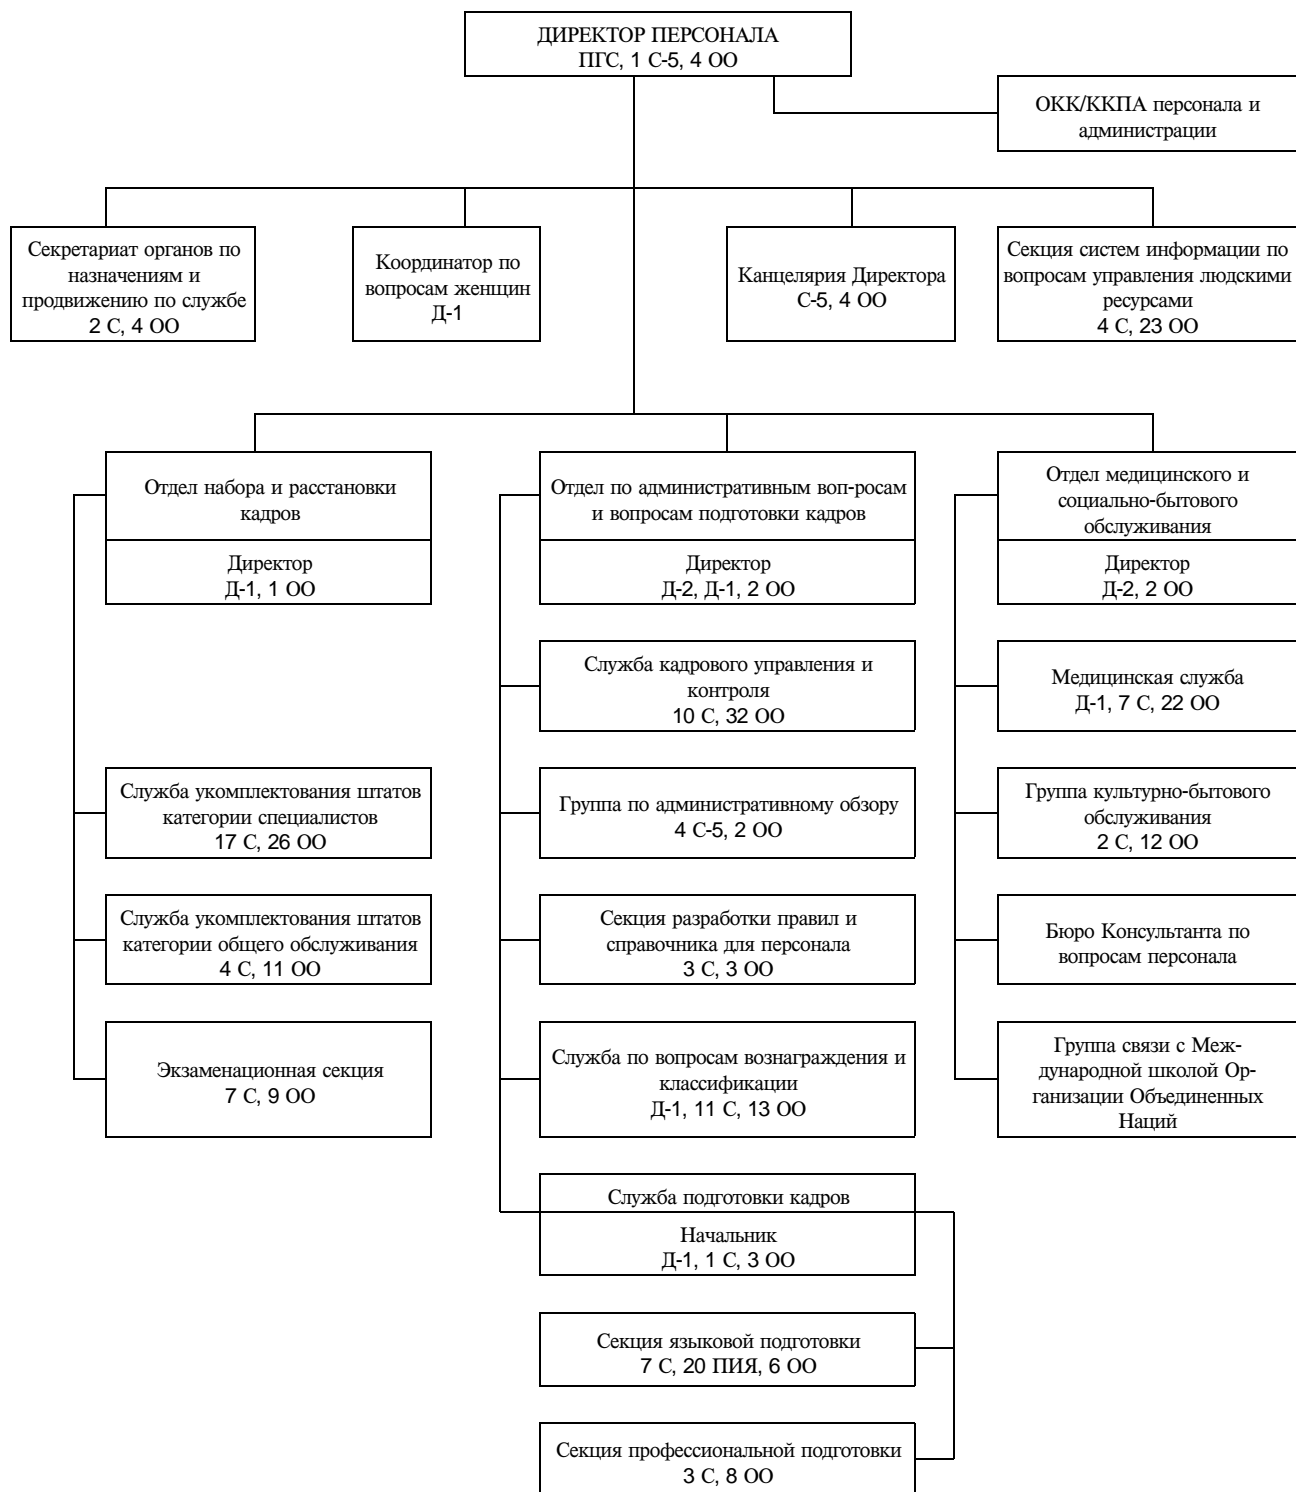 ДИРЕКТОР ПЕРСОНАЛА
ПГС, 1 С-5, 4 ОО
ОКК/ККПА персонала и
администрации
Секретариат органов по
назначениям и
продвижению по службе
2 С, 4 ОО
Координатор по
вопросам женщин
Д-1
Канцелярия Директора
С-5, 4 ОО
Секция систем информации по
вопросам управления людскими
ресурсами
4 С, 23 ОО
Отдел набора и расстановки
кадров
Директор
Д-1, 1 ОО
Отдел по административным воп-росам
и вопросам подготовки кадров
Директор
Д-2, Д-1, 2 ОО
Отдел медицинского и
социально-бытового
обслуживания
Директор
Д-2, 2 ОО
Служба кадрового управления и
контроля
10 С, 32 ОО
Медицинская служба
Д-1, 7 С, 22 ОО
Служба укомплектования штатов
категории специалистов
17 С, 26 ОО
Группа по административному обзору
4 С-5, 2 ОО
Группа культурно-бытового
обслуживания
2 С, 12 ОО
Служба укомплектования штатов
категории общего обслуживания
4 С, 11 ОО
Секция разработки правил и
справочника для персонала
3 С, 3 ОО
Бюро Консультанта по
вопросам персонала
Экзаменационная секция
7 С, 9 ОО
Служба по вопросам вознаграждения и
классификации
Д-1, 11 С, 13 ОО
Группа связи с Меж-
дународной школой Ор-
ганизации Объединенных
Наций
Служба подготовки кадров
Начальник
Д-1, 1 С, 3 ОО
Секция языковой подготовки
7 С, 20 ПИЯ, 6 ОО
Секция профессиональной подготовки
3 С, 8 ОО